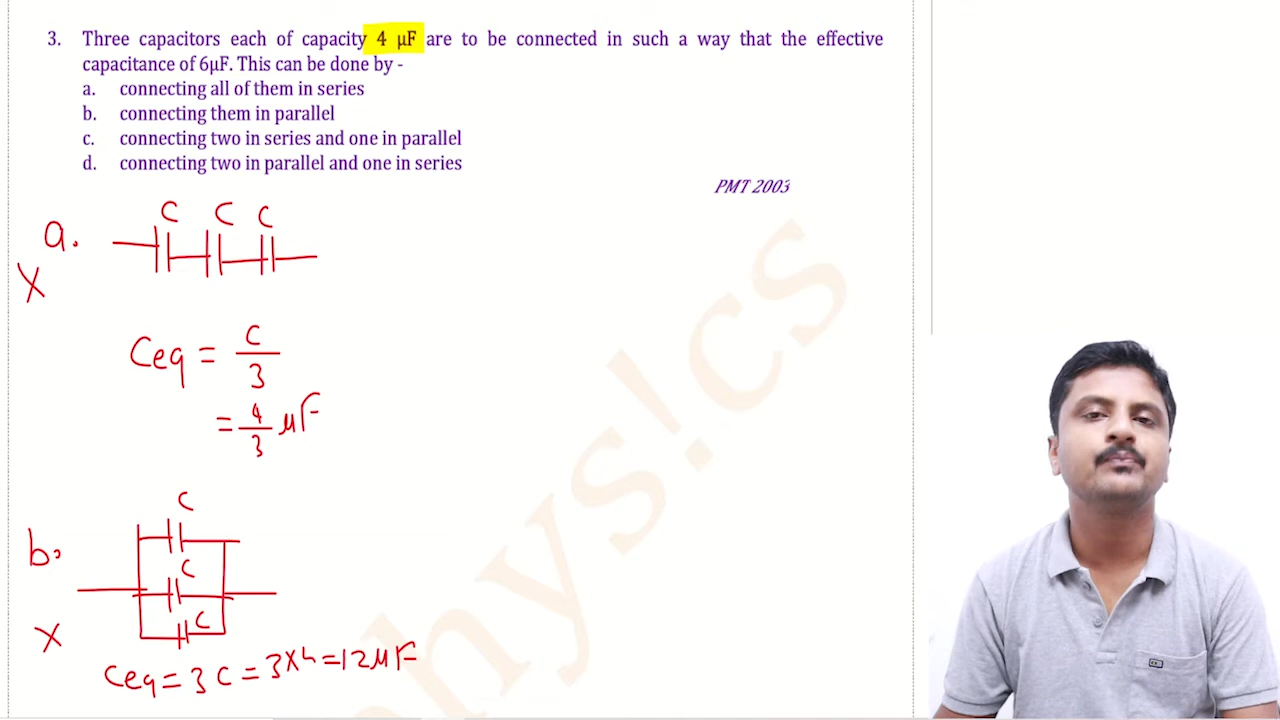 3. Three capacitors each of capacity 4 μF are to be connected in such a way that the effective
capacitance of 6μF. This can be done by -
a. connecting all of them in series
b. connecting them in parallel
c. connecting two in series and one in parallel
d. connecting two in parallel and one in series
PMT 2003
C C C
a.
X
Ceq = C/3
= 4/3 μF
C
b.
C
C
X
Ceq = 3C = 3x4 = 12μF
phys!cs